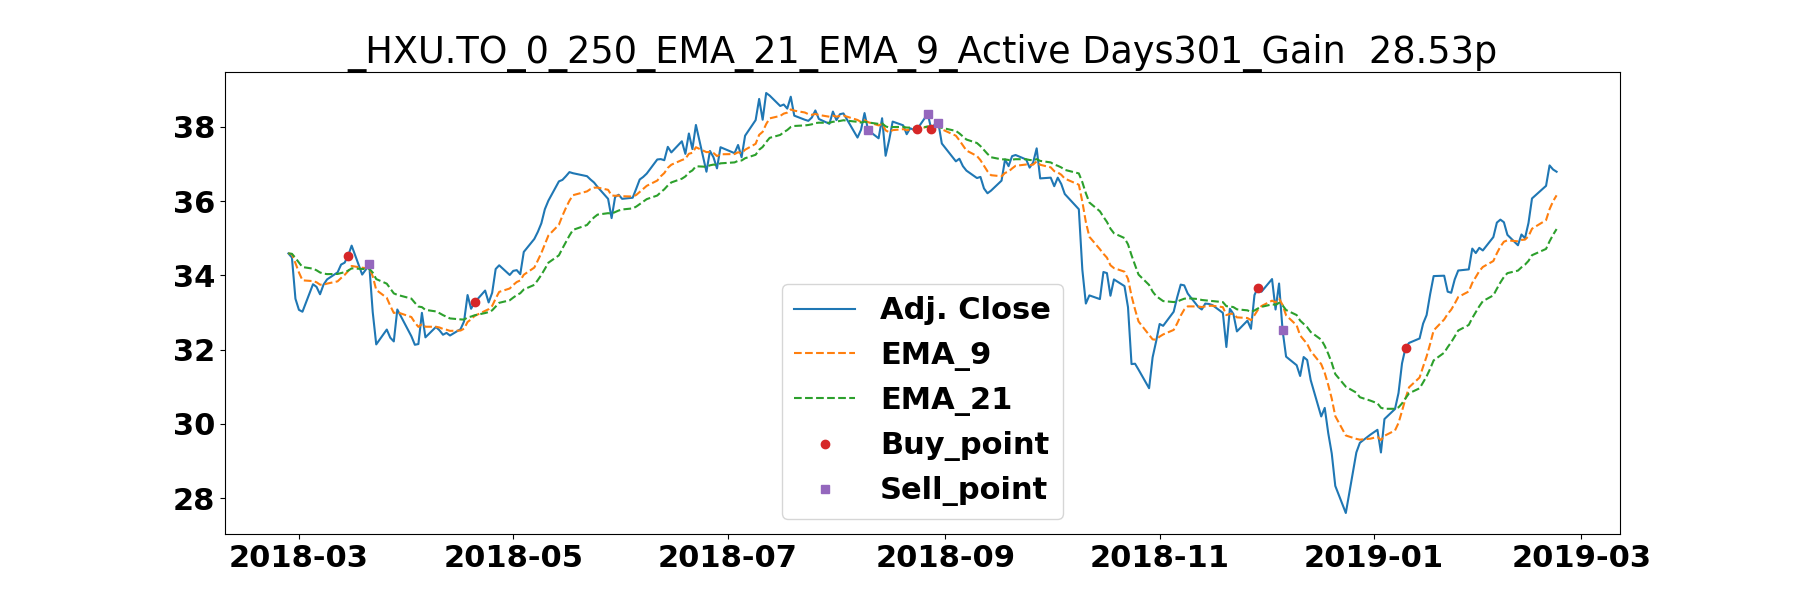 _HXU.TO_0_250_EMA_21_EMA_9_Active Days301_Gain  28.53p
38
36
34
32
30
28
Adj. Close
EMA_9
EMA_21
Buy_point
Sell_point
2018-03 2018-05 2018-07 2018-09 2018-11 2019-01 2019-03